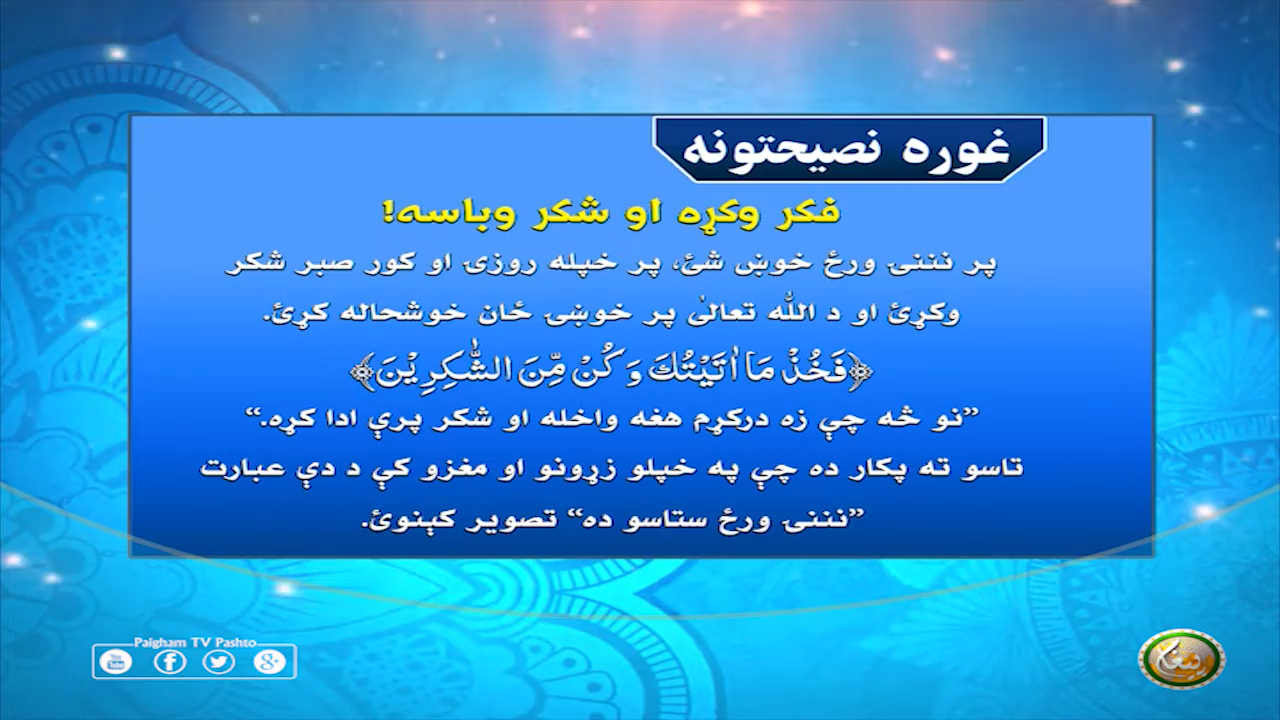 غوره نصيحتونه
فکر وکړه او شکر وباسه!
پر نننۍ ورځ خوښ شئ، پر خپله روزۍ او کور صبر شکر
وکړئ او د الله تعالیٰ پر خوښۍ ځان خوشحاله کړئ.
﴿فَخُذْ مَاۤ اٰتَيْتُكَ وَ كُنْ مِّنَ الشّٰكِرِيْنَ﴾
”نو څه چې زه درکړم هغه واخله او شکر پرې ادا کړه.“
تاسو ته پکار ده چې په خپلو زړونو او مغزو کې د دې عبارت
”نننۍ ورځ ستاسو ده“ تصوير کېنوئ.
Paigham TV Pashto